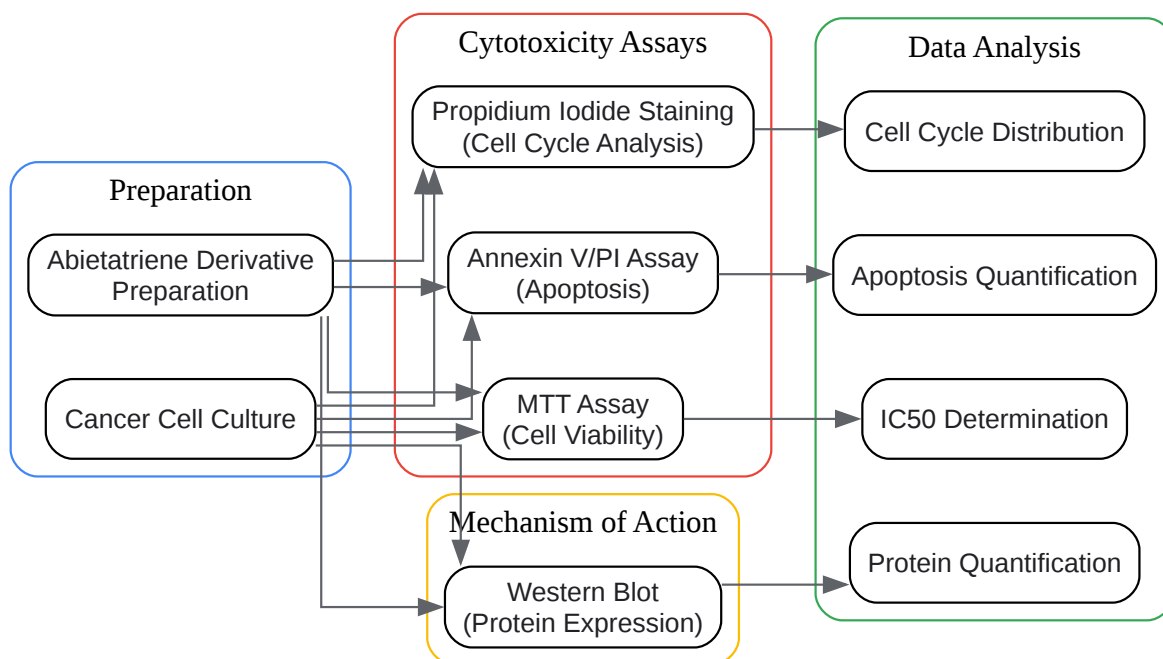 Preparation
Abietatriene Derivative
Preparation
Cancer Cell Culture
Cytotoxicity Assays
Propidium Iodide Staining
(Cell Cycle Analysis)
Annexin V/PI Assay
(Apoptosis)
MTT Assay
(Cell Viability)
Mechanism of Action
Western Blot
(Protein Expression)
Data Analysis
Cell Cycle Distribution
Apoptosis Quantification
IC50 Determination
Protein Quantification